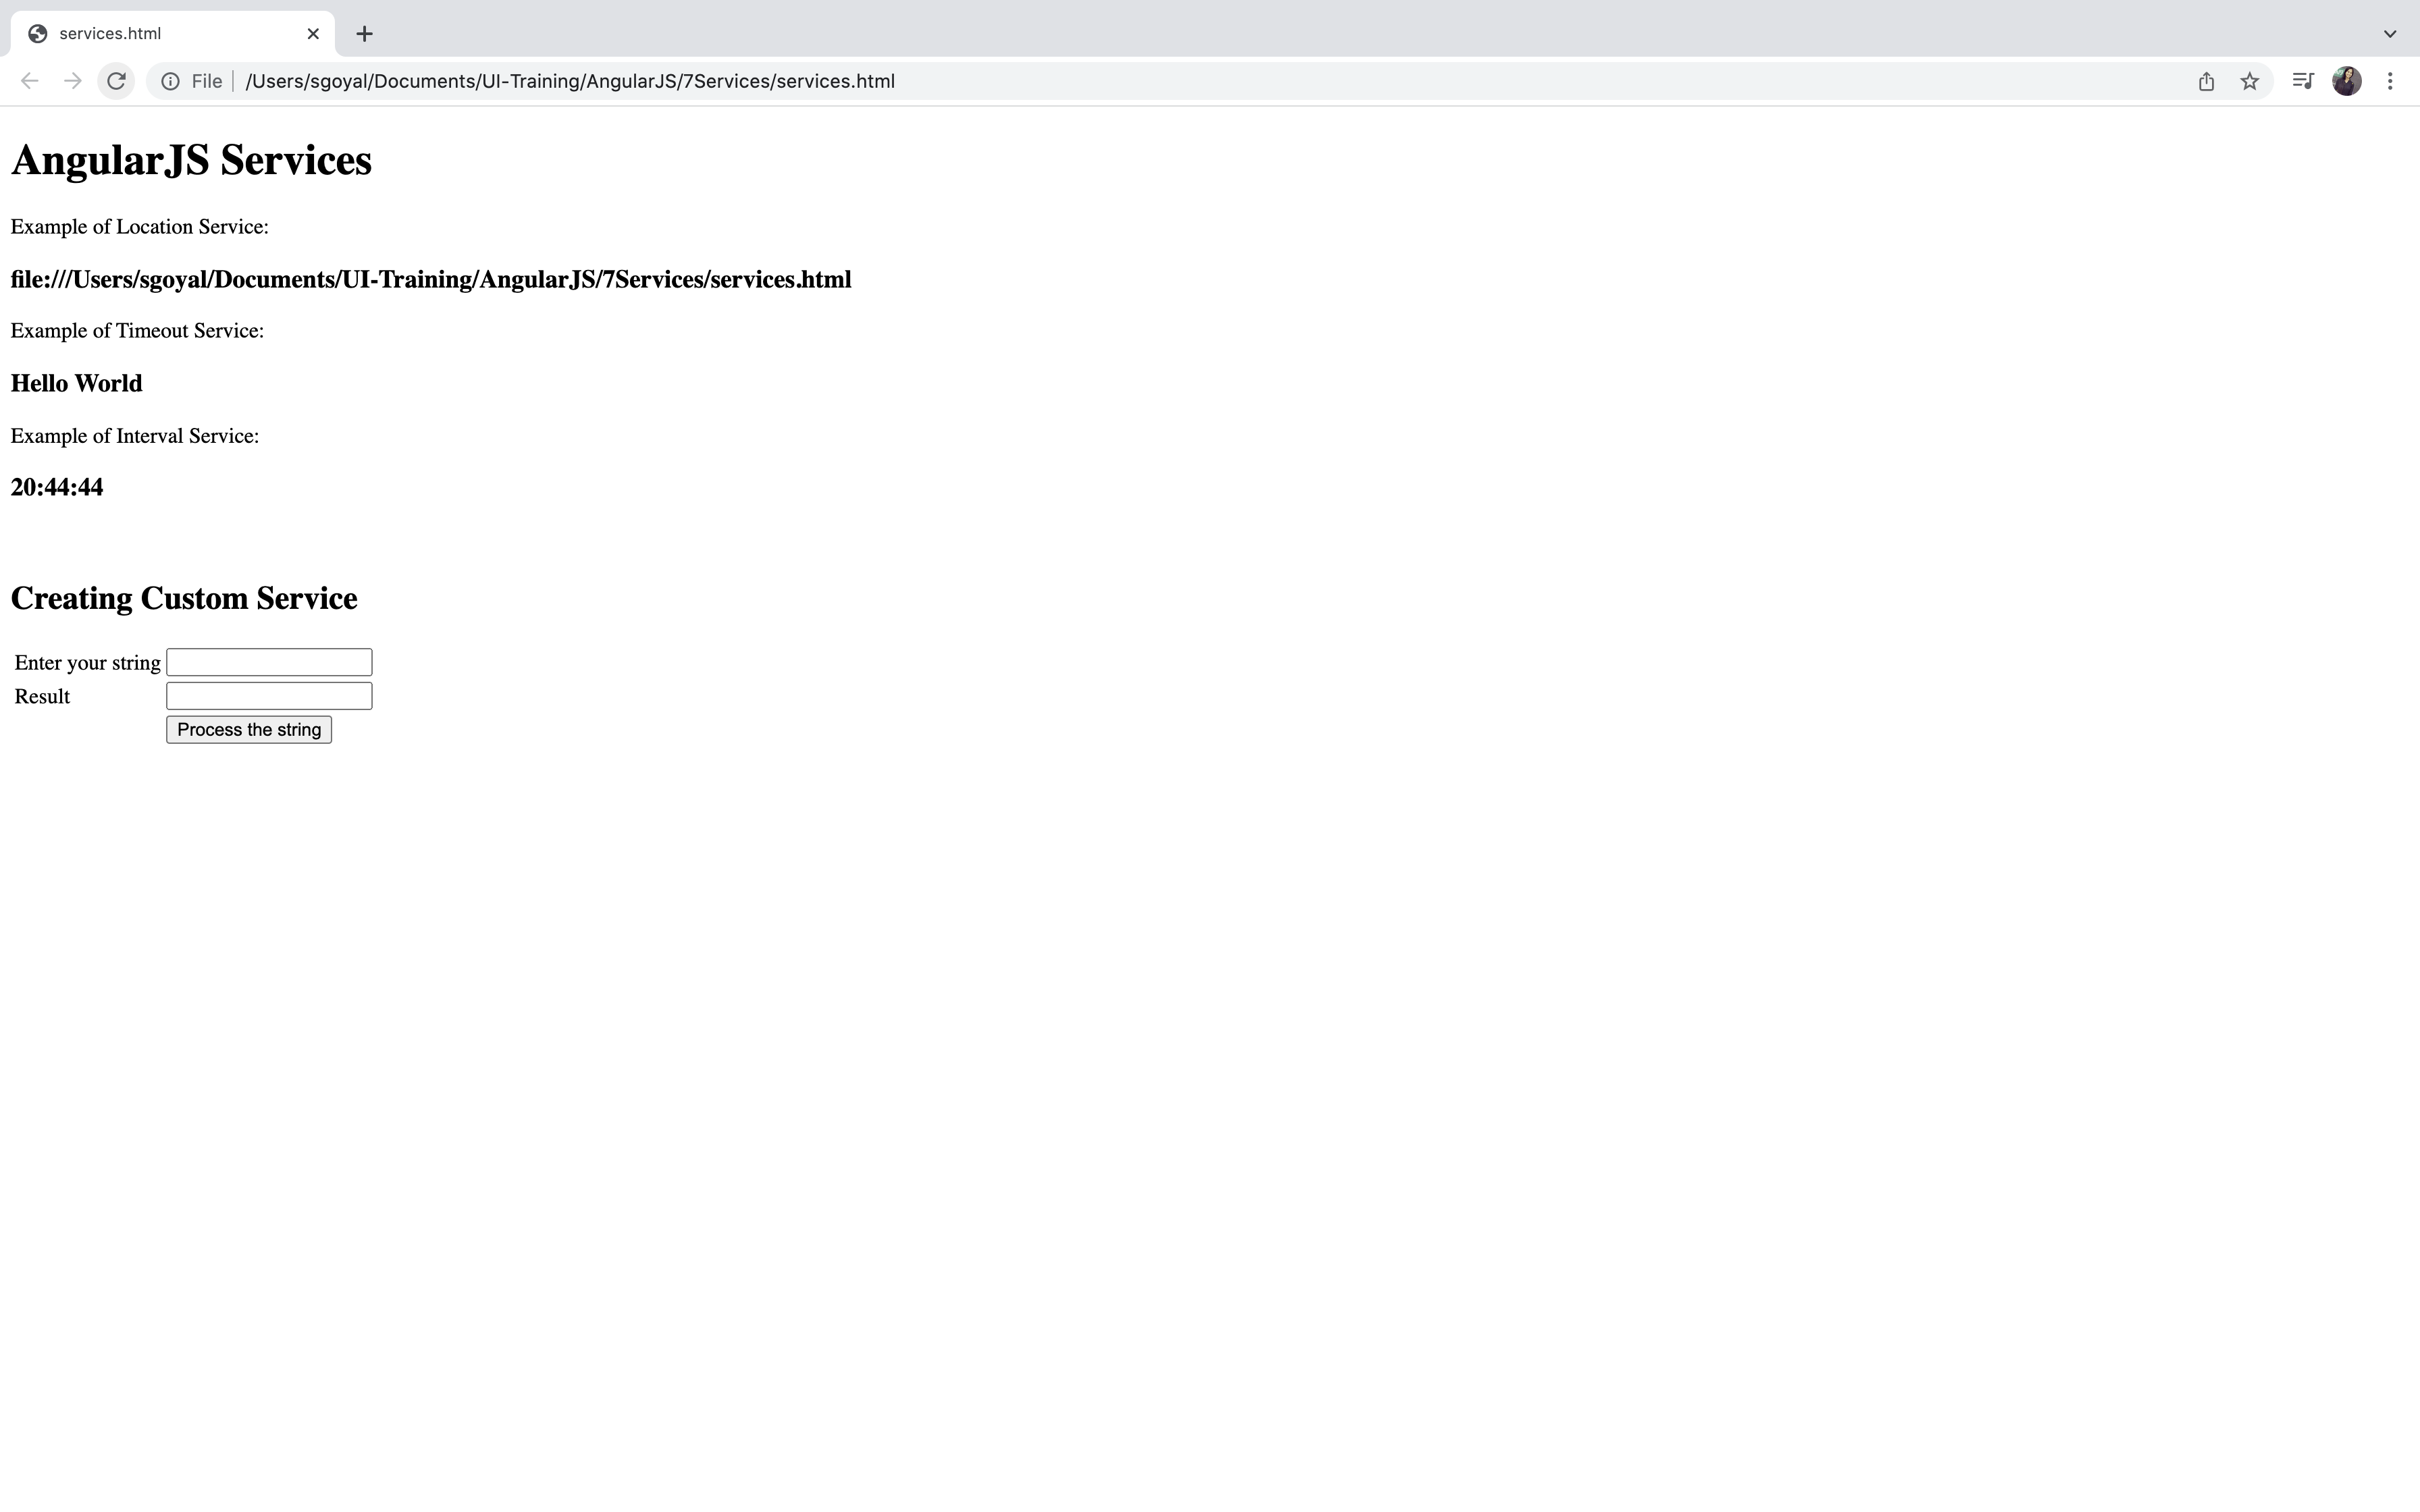 services.html
File /Users/sgoyal/Documents/UI-Training/AngularJS/7Services/services.html
AngularJS Services
Example of Location Service:
file:///Users/sgoyal/Documents/UI-Training/AngularJS/7Services/services.html
Example of Timeout Service:
Hello World
Example of Interval Service:
20:44:44
Creating Custom Service
Enter your string
Result
Process the string